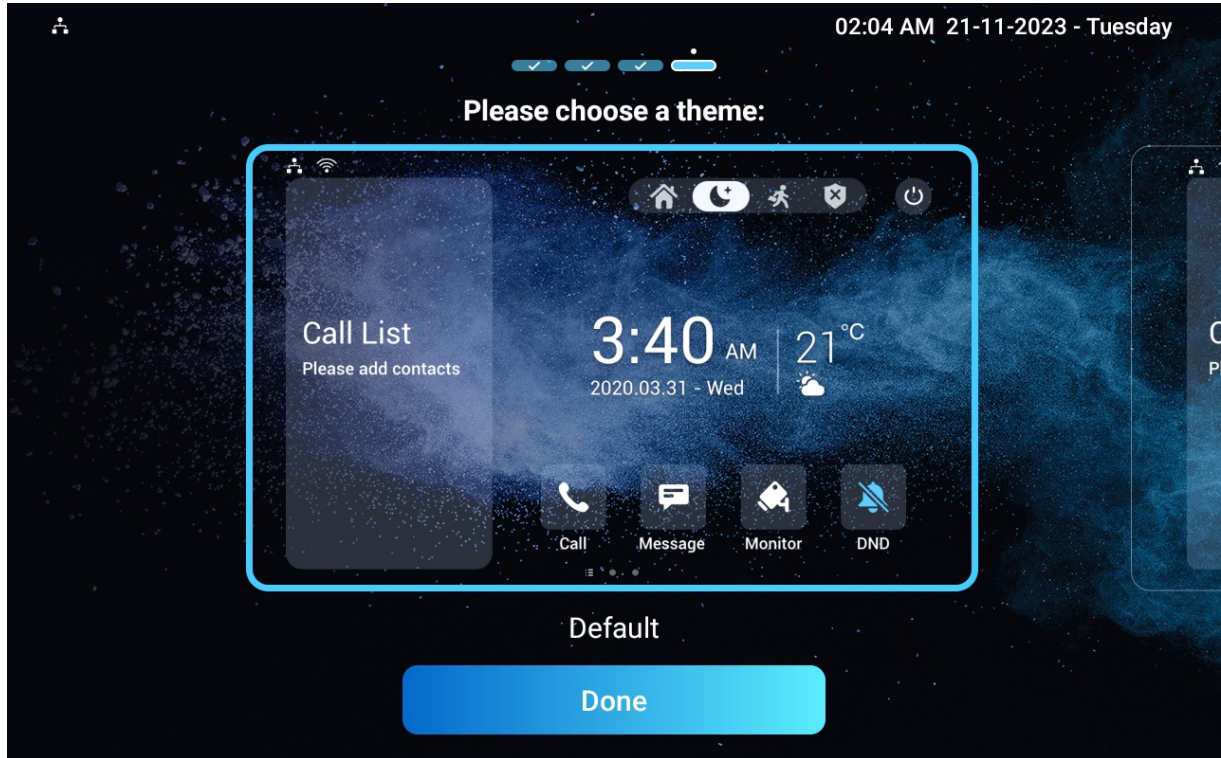 02:04 AM 21-11-2023 - Tuesday
Please choose a theme:
Call List
Please add contacts
3:40 AM
21°C
2020.03.31 - Wed
Call
Message
Monitor
DND
Default
Done